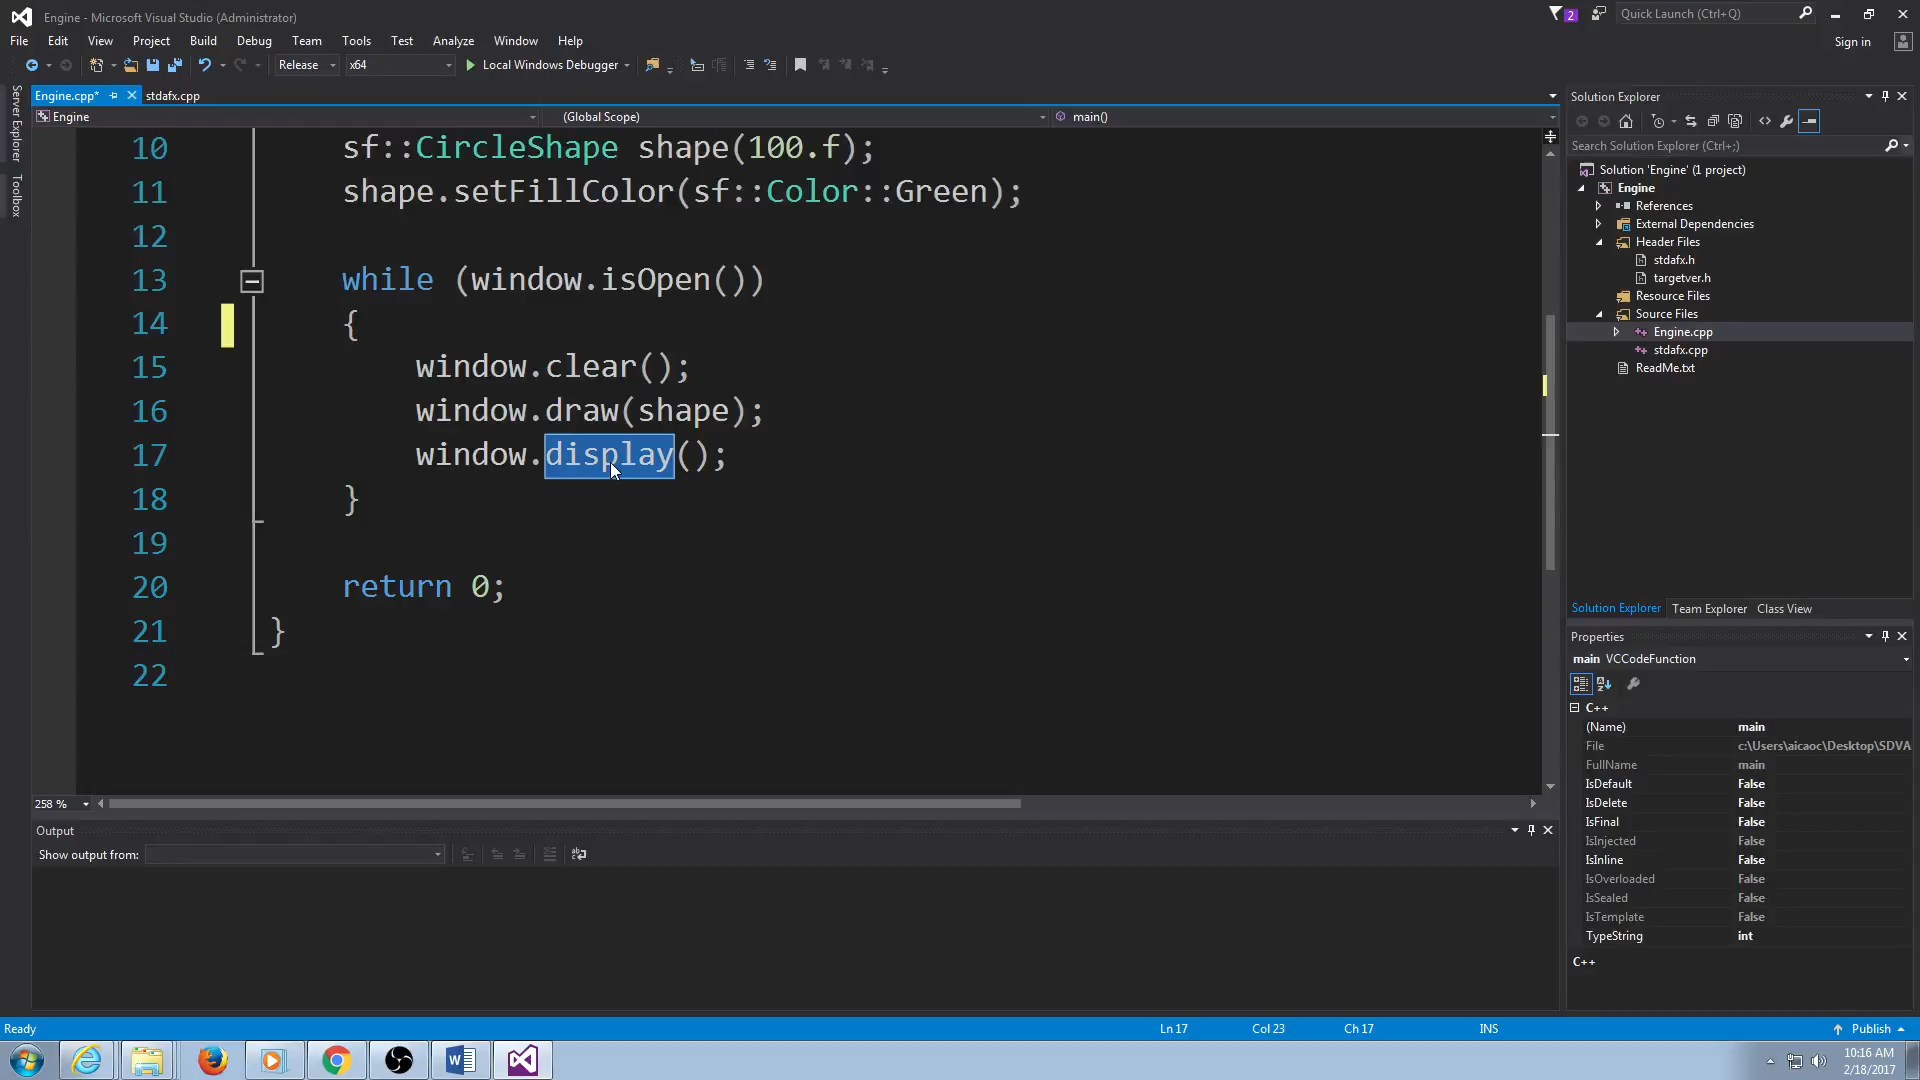 Engine - Microsoft Visual Studio (Administrator)
2
Quick Launch (Ctrl+Q)
File Edit View Project Build Debug Team Tools Test Analyze Window Help
Sign in
Release x64 Local Windows Debugger
Server Explorer
Toolbox
Engine.cpp* stdafx.cpp
Engine (Global Scope) main()
10 sf::CircleShape shape(100.f);
11 shape.setFillColor(sf::Color::Green);
12
13 while (window.isOpen())
14 {
15 window.clear();
16 window.draw(shape);
17 window.display();
18 }
19
20 return 0;
21 }
22
258 %
Output
Show output from:
Solution Explorer
Search Solution Explorer (Ctrl+;)
Solution 'Engine' (1 project)
Engine
References
External Dependencies
Header Files
stdafx.h
targetver.h
Resource Files
Source Files
Engine.cpp
stdafx.cpp
ReadMe.txt
Solution Explorer Team Explorer Class View
Properties
main VCCodeFunction
C++
(Name) main
File c:\Users\aicaoc\Desktop\SDVA
FullName main
IsDefault False
IsDelete False
IsFinal False
IsInjected False
IsInline False
IsOverloaded False
IsSealed False
IsTemplate False
TypeString int
C++
Ready Ln 17 Col 23 Ch 17 INS Publish
10:16 AM
2/18/2017